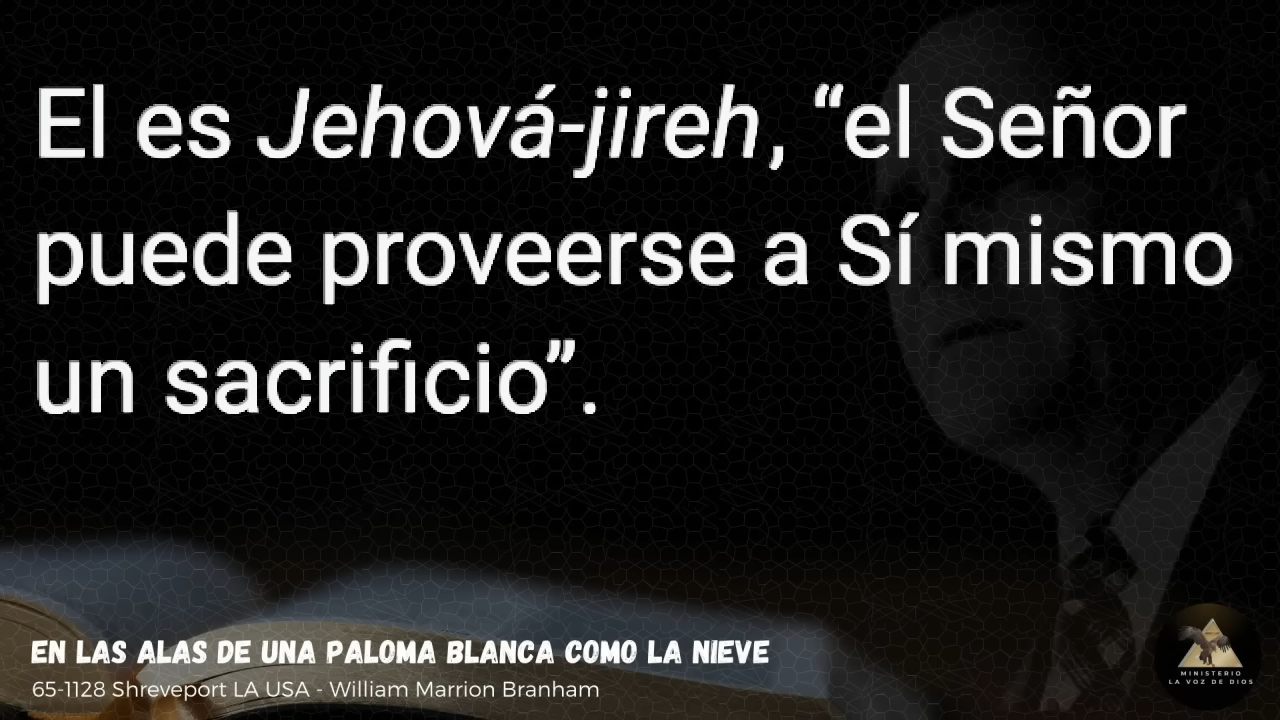 El es Jehová-jireh, “el Señor
puede proveerse a Sí mismo
un sacrificio”.
EN LAS ALAS DE UNA PALOMA BLANCA COMO LA NIEVE
65-1128 Shreveport LA USA - William Marrion Branham
MINISTERIO
LA VOZ DE DIOS